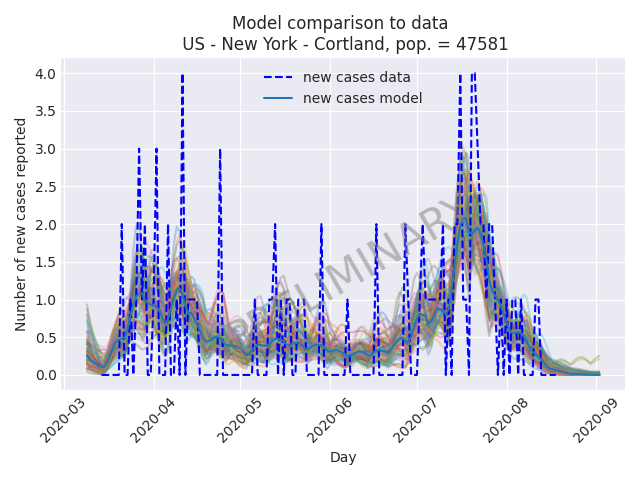 Model comparison to data
US - New York - Cortland, pop. = 47581
new cases data
new cases model
Number of new cases reported
4.0
3.5
3.0
2.5
2.0
1.5
1.0
0.5
0.0
PRELIMINARY
2020-03
2020-04
2020-05
2020-06
2020-07
2020-08
2020-09
Day